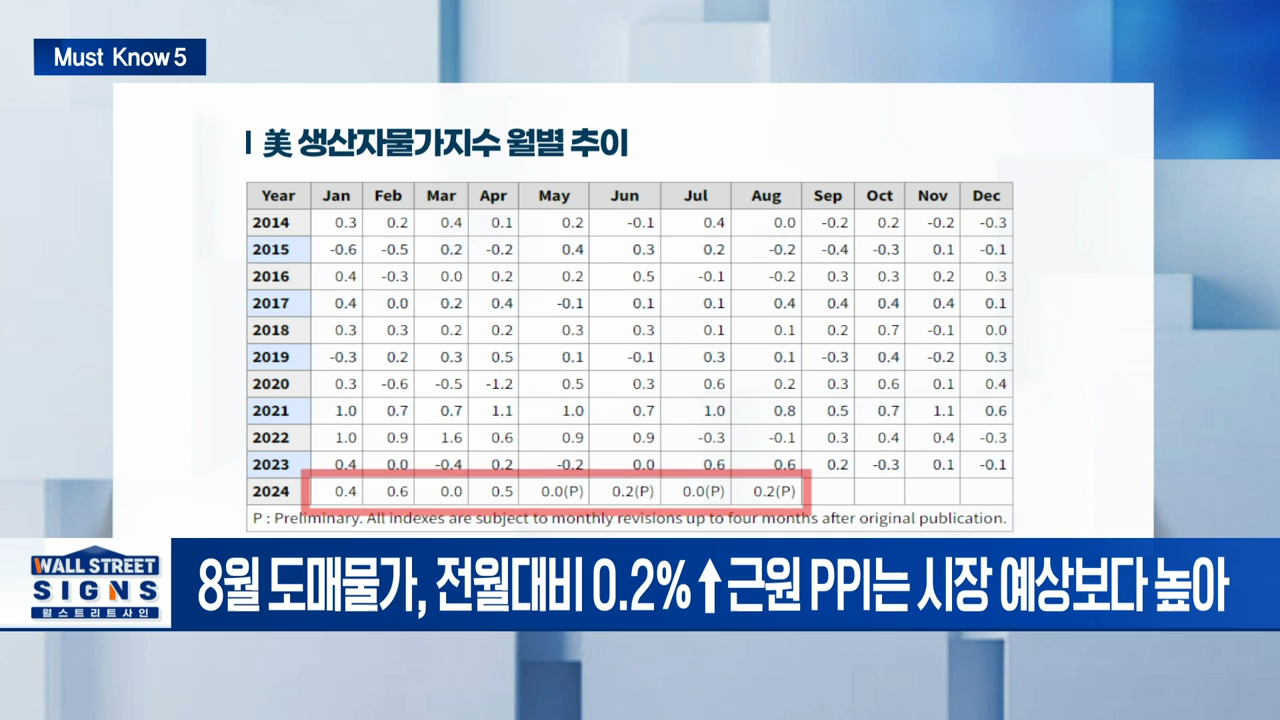 Must Know 5
美 생산자물가지수 월별 추이
Year Jan Feb Mar Apr May Jun Jul Aug Sep Oct Nov Dec
2014 0.3 0.2 0.4 0.1 0.2 -0.1 0.4 0.0 -0.2 0.2 -0.2 -0.3
2015 -0.6 -0.5 0.2 -0.2 0.4 0.3 0.2 -0.2 -0.4 -0.3 0.1 -0.1
2016 0.4 -0.3 0.0 0.2 0.2 0.5 -0.1 -0.2 0.3 0.3 0.2 0.3
2017 0.4 0.0 0.2 0.4 -0.1 0.1 0.1 0.4 0.4 0.4 0.4 0.1
2018 0.3 0.3 0.2 0.2 0.3 0.3 0.1 0.1 0.2 0.7 -0.1 0.0
2019 -0.3 0.2 0.3 0.5 0.1 -0.1 0.3 0.1 -0.3 0.4 -0.2 0.3
2020 0.3 -0.6 -0.5 -1.2 0.5 0.3 0.6 0.2 0.3 0.6 0.1 0.4
2021 1.0 0.7 0.7 1.1 1.0 0.7 1.0 0.8 0.5 0.7 1.1 0.6
2022 1.0 0.9 1.6 0.6 0.9 0.9 -0.3 -0.1 0.3 0.4 0.4 -0.3
2023 0.4 0.0 -0.4 0.2 -0.2 0.0 0.6 0.6 0.2 -0.3 0.1 -0.1
2024 0.4 0.6 0.0 0.5 0.0(P) 0.2(P) 0.0(P) 0.2(P)
P : Preliminary. All indexes are subject to monthly revisions up to four months after original publication.
WALL STREET
SIGNS
월스트리트사인
8월 도매물가, 전월대비 0.2%↑근원 PPI는 시장 예상보다 높아